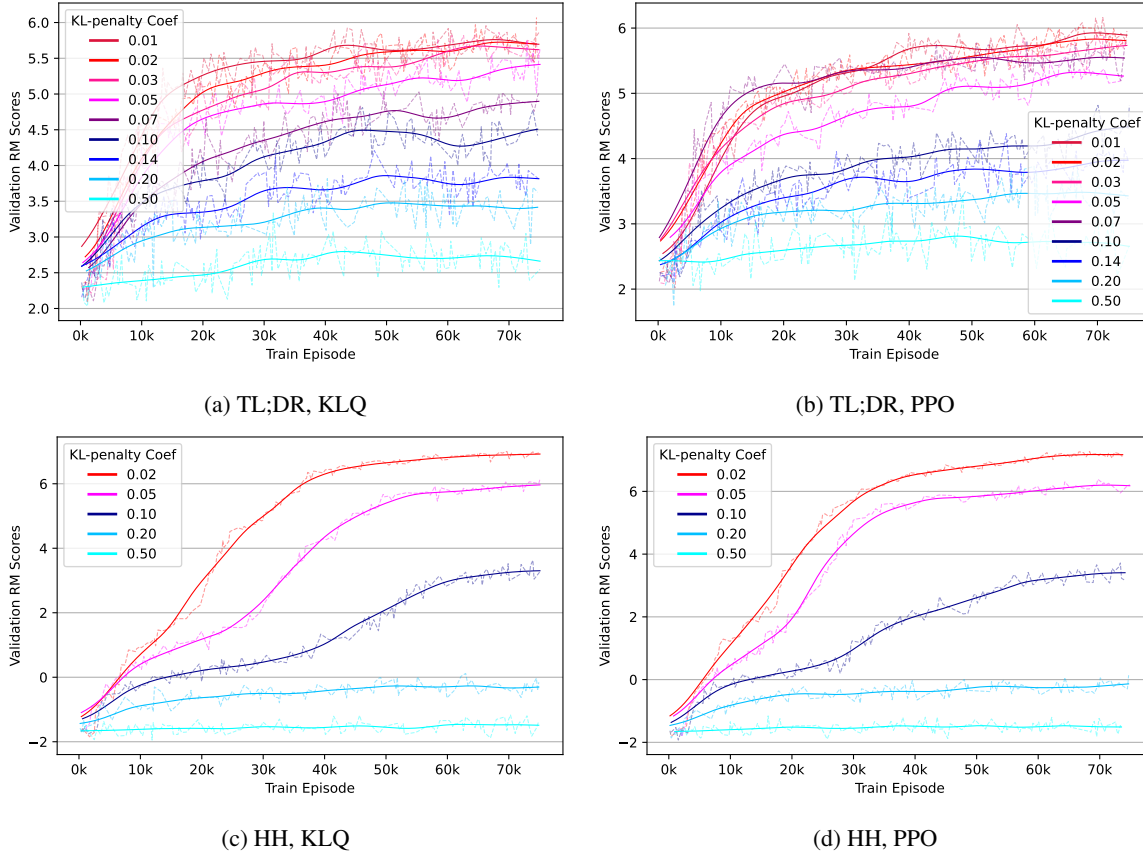 KL-penalty Coef
0.01
0.02
0.03
0.05
0.07
0.10
0.14
0.20
0.50
6.0
5.5
5.0
4.5
4.0
3.5
3.0
2.5
2.0
Validation RM Scores
0k 10k 20k 30k 40k 50k 60k 70k
Train Episode
(a) TL;DR, KLQ
6
5
4
3
2
Validation RM Scores
KL-penalty Coef
0.01
0.02
0.03
0.05
0.07
0.10
0.14
0.20
0.50
0k 10k 20k 30k 40k 50k 60k 70k
Train Episode
(b) TL;DR, PPO
KL-penalty Coef
0.02
0.05
0.10
0.20
0.50
6
4
2
0
−2
Validation RM Scores
0k 10k 20k 30k 40k 50k 60k 70k
Train Episode
(c) HH, KLQ
KL-penalty Coef
0.02
0.05
0.10
0.20
0.50
6
4
2
0
−2
Validation RM Scores
0k 10k 20k 30k 40k 50k 60k 70k
Train Episode
(d) HH, PPO